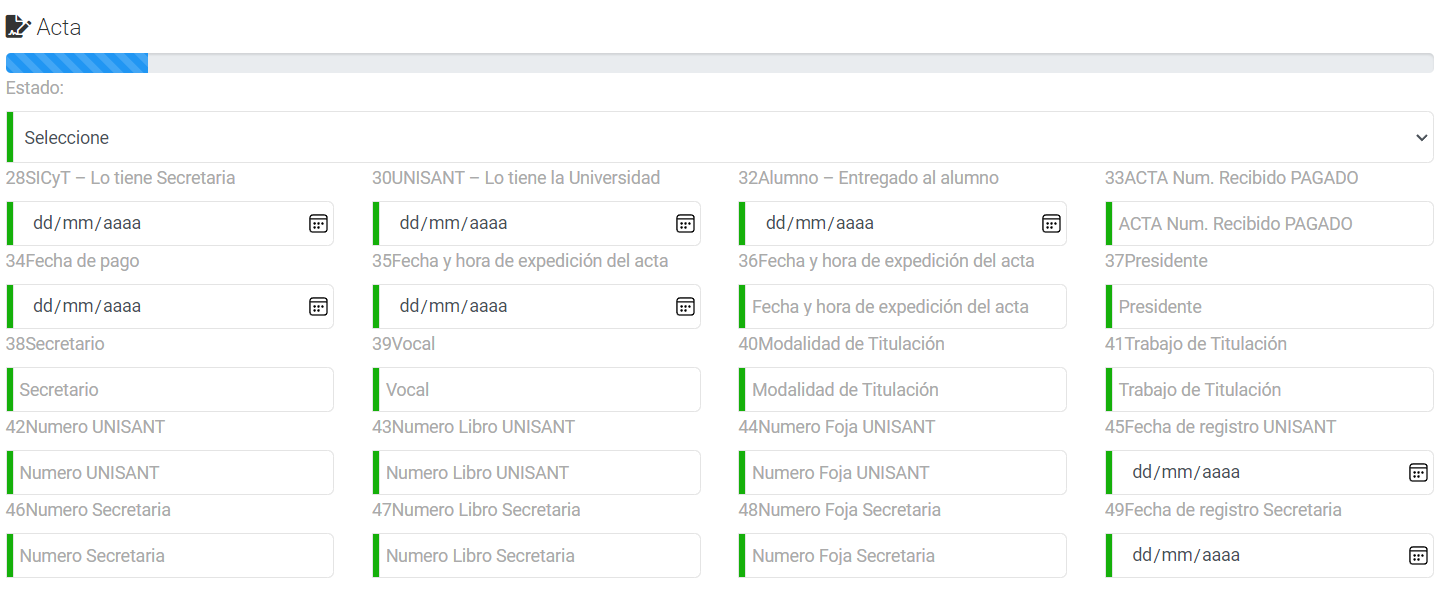 Acta
Estado:
Seleccione
28SICyT – Lo tiene Secretaria 30UNISANT – Lo tiene la Universidad 32Alumno – Entregado al alumno 33ACTA Num. Recibido PAGADO
dd/mm/aaaa dd/mm/aaaa dd/mm/aaaa ACTA Num. Recibido PAGADO
34Fecha de pago 35Fecha y hora de expedición del acta 36Fecha y hora de expedición del acta 37Presidente
dd/mm/aaaa dd/mm/aaaa Fecha y hora de expedición del acta Presidente
38Secretario 39Vocal 40Modalidad de Titulación 41Trabajo de Titulación
Secretario Vocal Modalidad de Titulación Trabajo de Titulación
42Numero UNISANT 43Numero Libro UNISANT 44Numero Foja UNISANT 45Fecha de registro UNISANT
Numero UNISANT Numero Libro UNISANT Numero Foja UNISANT dd/mm/aaaa
46Numero Secretaria 47Numero Libro Secretaria 48Numero Foja Secretaria 49Fecha de registro Secretaria
Numero Secretaria Numero Libro Secretaria Numero Foja Secretaria dd/mm/aaaa